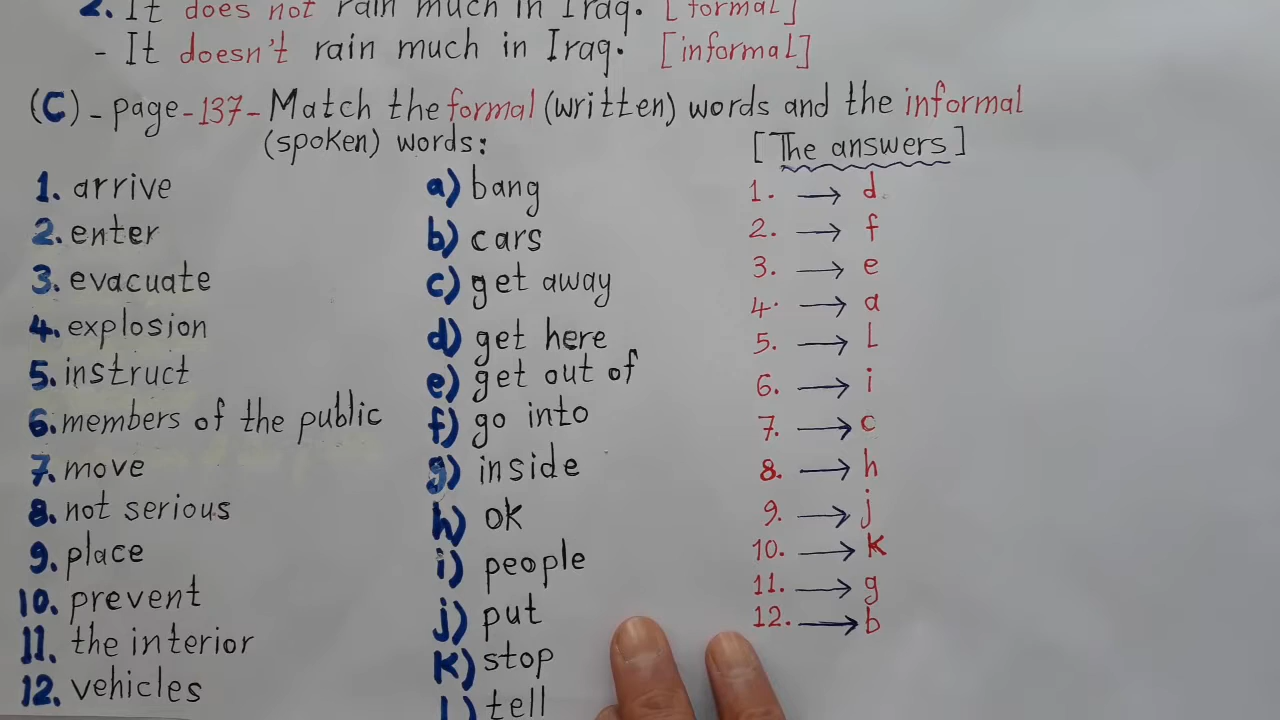 2. It does not rain much in Iraq. [formal]
- It doesn't rain much in Iraq. [informal]
(C) - page - 137 - Match the formal (written) words and the informal
(spoken) words:
[The answers]
1. arrive
2. enter
3. evacuate
4. explosion
5. instruct
6. members of the public
7. move
8. not serious
9. place
10. prevent
11. the interior
12. vehicles
a) bang
b) cars
c) get away
d) get here
e) get out of
f) go into
g) inside
h) ok
i) people
j) put
k) stop
l) tell
1. → d
2. → f
3. → e
4. → a
5. → L
6. → i
7. → c
8. → h
9. → j
10. → k
11. → g
12. → b